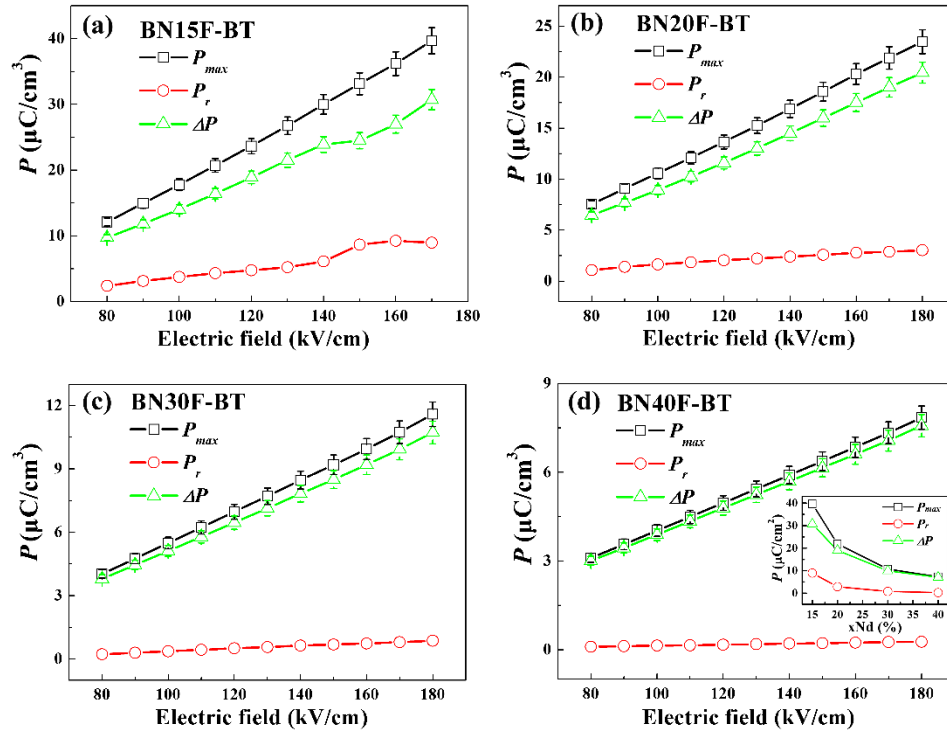 (a) BN15F-BT
P_max
P_r
ΔP
P (μC/cm³)
40
30
20
10
0
80 100 120 140 160 180
Electric field (kV/cm)
(b) BN20F-BT
P_max
P_r
ΔP
P (μC/cm³)
25
20
15
10
5
0
80 100 120 140 160 180
Electric field (kV/cm)
(c) BN30F-BT
P_max
P_r
ΔP
P (μC/cm³)
12
9
6
3
0
80 100 120 140 160 180
Electric field (kV/cm)
(d) BN40F-BT
P_max
P_r
ΔP
P (μC/cm³)
9
6
3
0
80 100 120 140 160 180
Electric field (kV/cm)
P_max
P_r
ΔP
P (μC/cm²)
40
30
20
10
0
15 20 25 30 35 40
xNd (%)